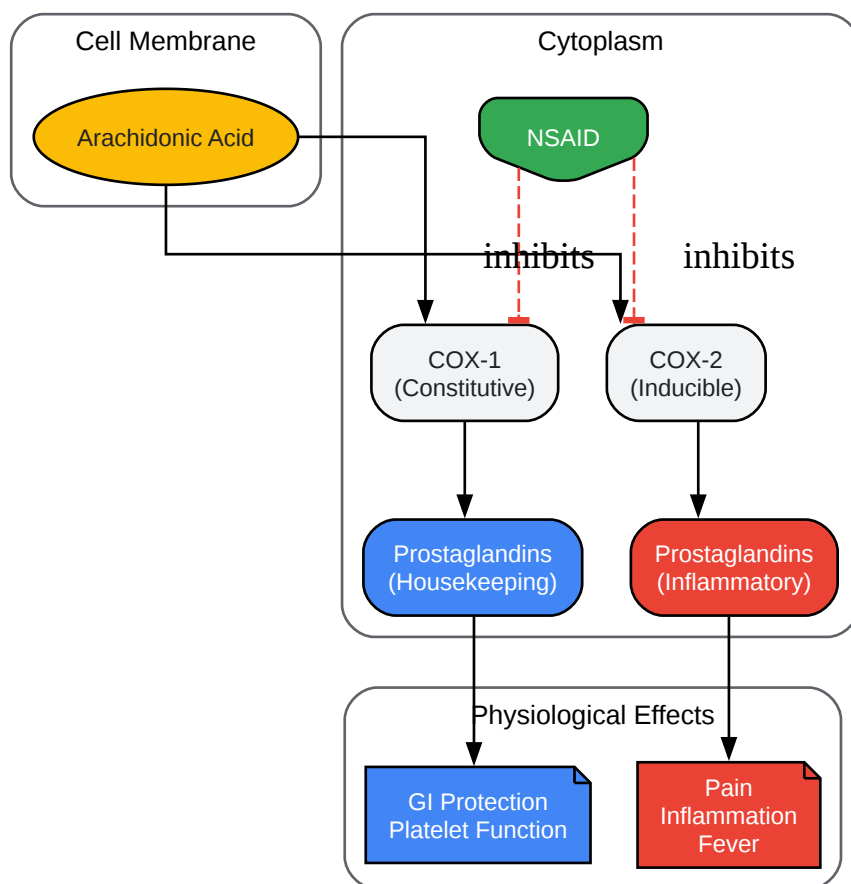 Cell Membrane
Cytoplasm
Arachidonic Acid
NSAID
inhibits
inhibits
COX-1
(Constitutive)
COX-2
(Inducible)
Prostaglandins
(Housekeeping)
Prostaglandins
(Inflammatory)
Physiological Effects
GI Protection
Platelet Function
Pain
Inflammation
Fever